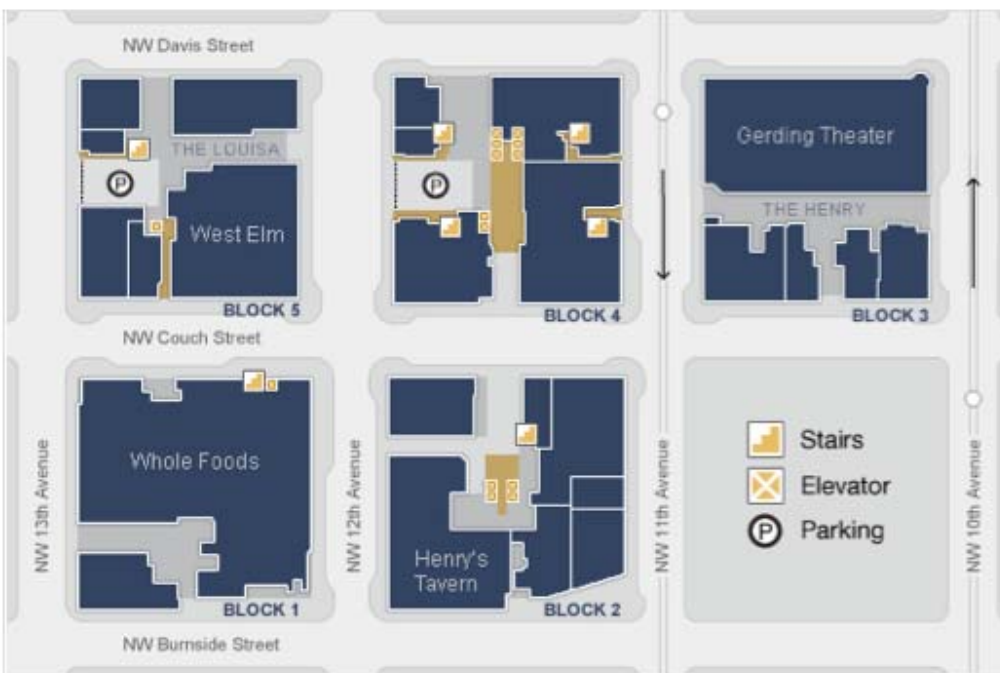 NW Davis Street
THE LOUISA
P
West Elm
BLOCK 5
P
BLOCK 4
Gerding Theater
THE HENRY
BLOCK 3
NW Couch Street
NW 13th Avenue
Whole Foods
BLOCK 1
NW 12th Avenue
Henry's
Tavern
BLOCK 2
NW 11th Avenue
Stairs
Elevator
P Parking
NW 10th Avenue
NW Burnside Street